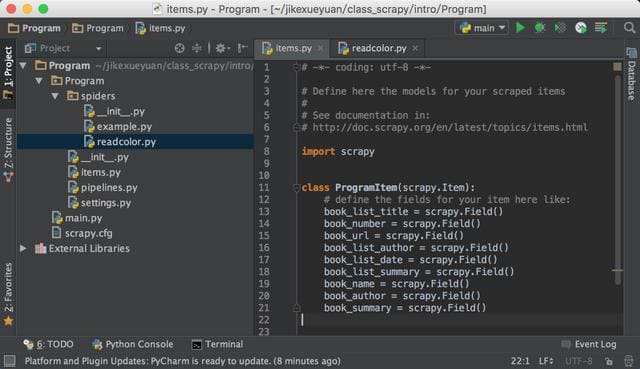 items.py - Program - [~/jikexueyuan/class_scrapy/intro/Program]
Program
Program
items.py
main
1: Project
Z: Structure
2: Favorites
Project
Program ~/jikexueyuan/class_scrapy/intro/
Program
spiders
__init__.py
example.py
readcolor.py
__init__.py
items.py
pipelines.py
settings.py
main.py
scrapy.cfg
External Libraries
items.py
readcolor.py
Scrapy
Database
1 # -*- coding: utf-8 -*-
2
3 # Define here the models for your scraped items
4 #
5 # See documentation in:
6 # http://doc.scrapy.org/en/latest/topics/items.html
7
8 import scrapy
9
10
11 class ProgramItem(scrapy.Item):
12 # define the fields for your item here like:
13 book_list_title = scrapy.Field()
14 book_number = scrapy.Field()
15 book_url = scrapy.Field()
16 book_list_author = scrapy.Field()
17 book_list_date = scrapy.Field()
18 book_list_summary = scrapy.Field()
19 book_name = scrapy.Field()
20 book_author = scrapy.Field()
21 book_summary = scrapy.Field()
22
23
6: TODO
Python Console
Terminal
Event Log
Platform and Plugin Updates: PyCharm is ready to update. (8 minutes ago)
22:1
LF
UTF-8